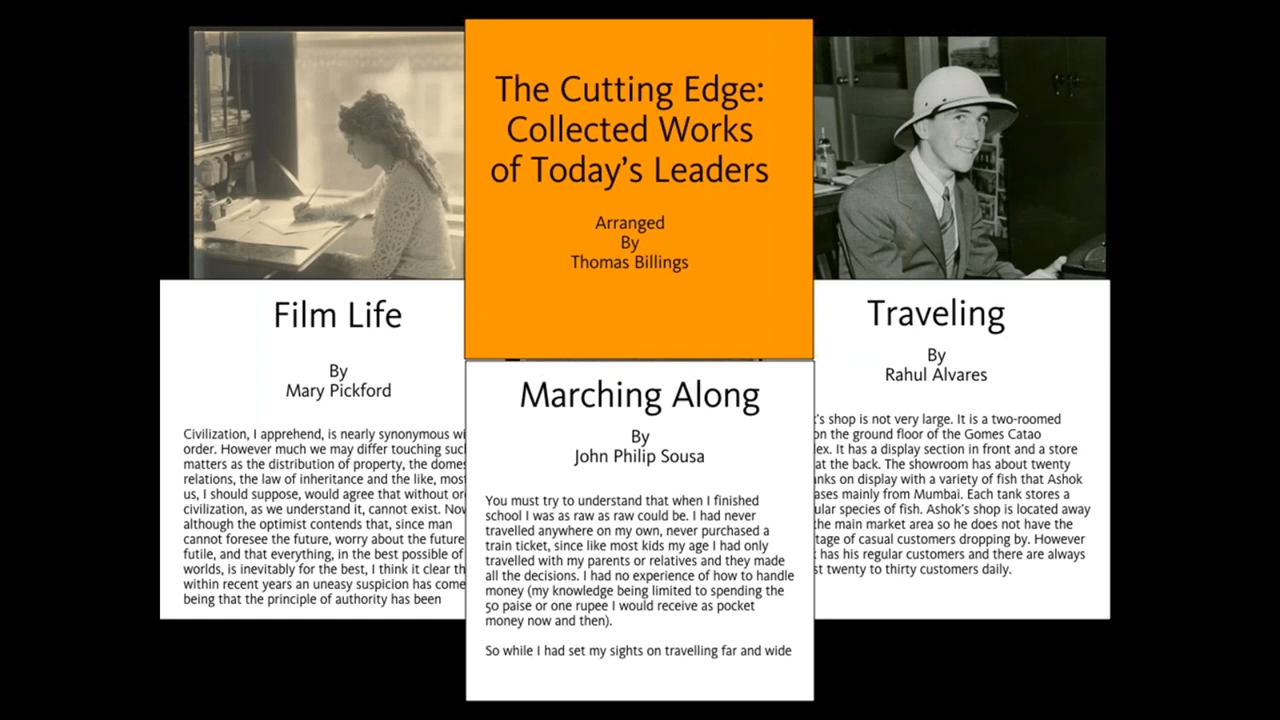 The Cutting Edge:
Collected Works
of Today's Leaders
Arranged
By
Thomas Billings
Film Life
By
Mary Pickford
Civilization, I apprehend, is nearly synonymous
order. However much we may differ touching
matters as the distribution of property, the
relations, the law of inheritance and the like,
us, I should suppose, would agree that without
civilization, as we understand it, cannot exist.
although the optimist contends that, since man
cannot foresee the future, worry about the future
futile, and that everything, in the best possible of
worlds, is inevitably for the best, I think it clear
within recent years an uneasy suspicion has come
being that the principle of authority has been
Marching Along
By
John Philip Sousa
You must try to understand that when I finished
school I was as raw as raw could be. I had never
travelled anywhere on my own, never purchased a
train ticket, since like most kids my age I had only
travelled with my parents or relatives and they made
all the decisions. I had no experience of how to handle
money (my knowledge being limited to spending the
50 paise or one rupee I would receive as pocket
money now and then).
So while I had set my sights on travelling far and wide
Traveling
By
Rahul Alvares
shop is not very large. It is a two-roomed
on the ground floor of the Gomes Catao
It has a display section in front and a store
at the back. The showroom has about twenty
on display with a variety of fish that Ashok
mainly from Mumbai. Each tank stores a
species of fish. Ashok's shop is located away
the main market area so he does not have the
of casual customers dropping by. However
has his regular customers and there are always
twenty to thirty customers daily.